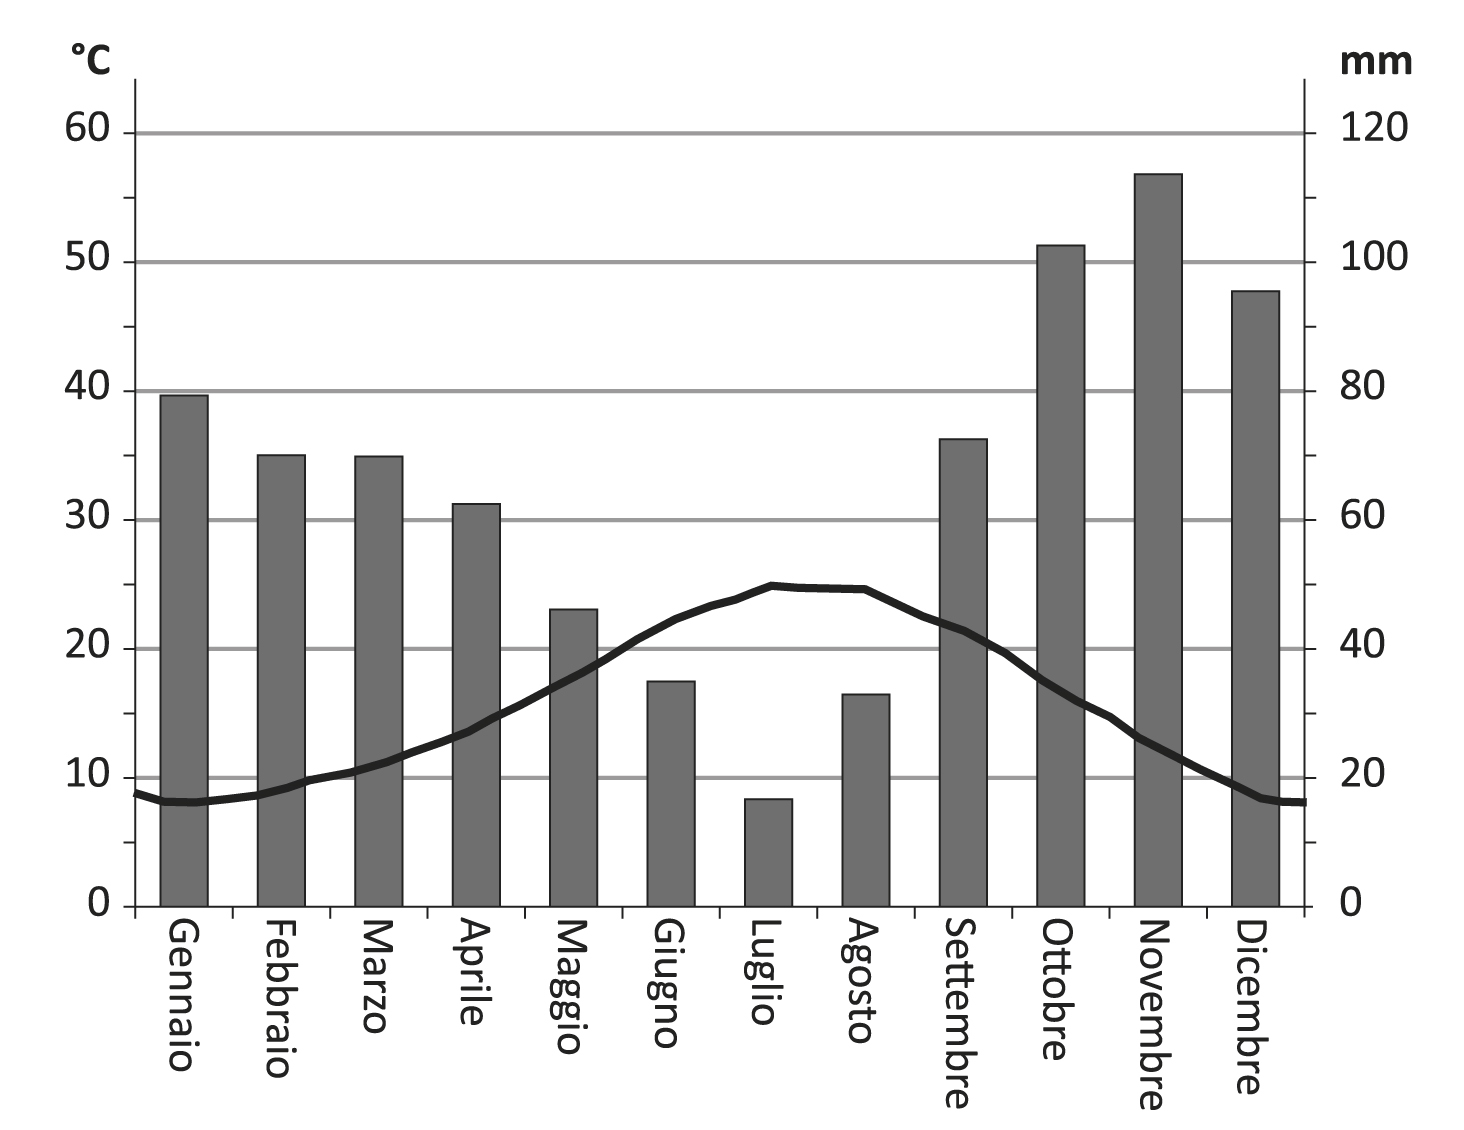 °C
mm
60
120
50
100
40
80
30
60
20
40
10
20
0
0
Gennaio
Febbraio
Marzo
Aprile
Maggio
Giugno
Luglio
Agosto
Settembre
Ottobre
Novembre
Dicembre